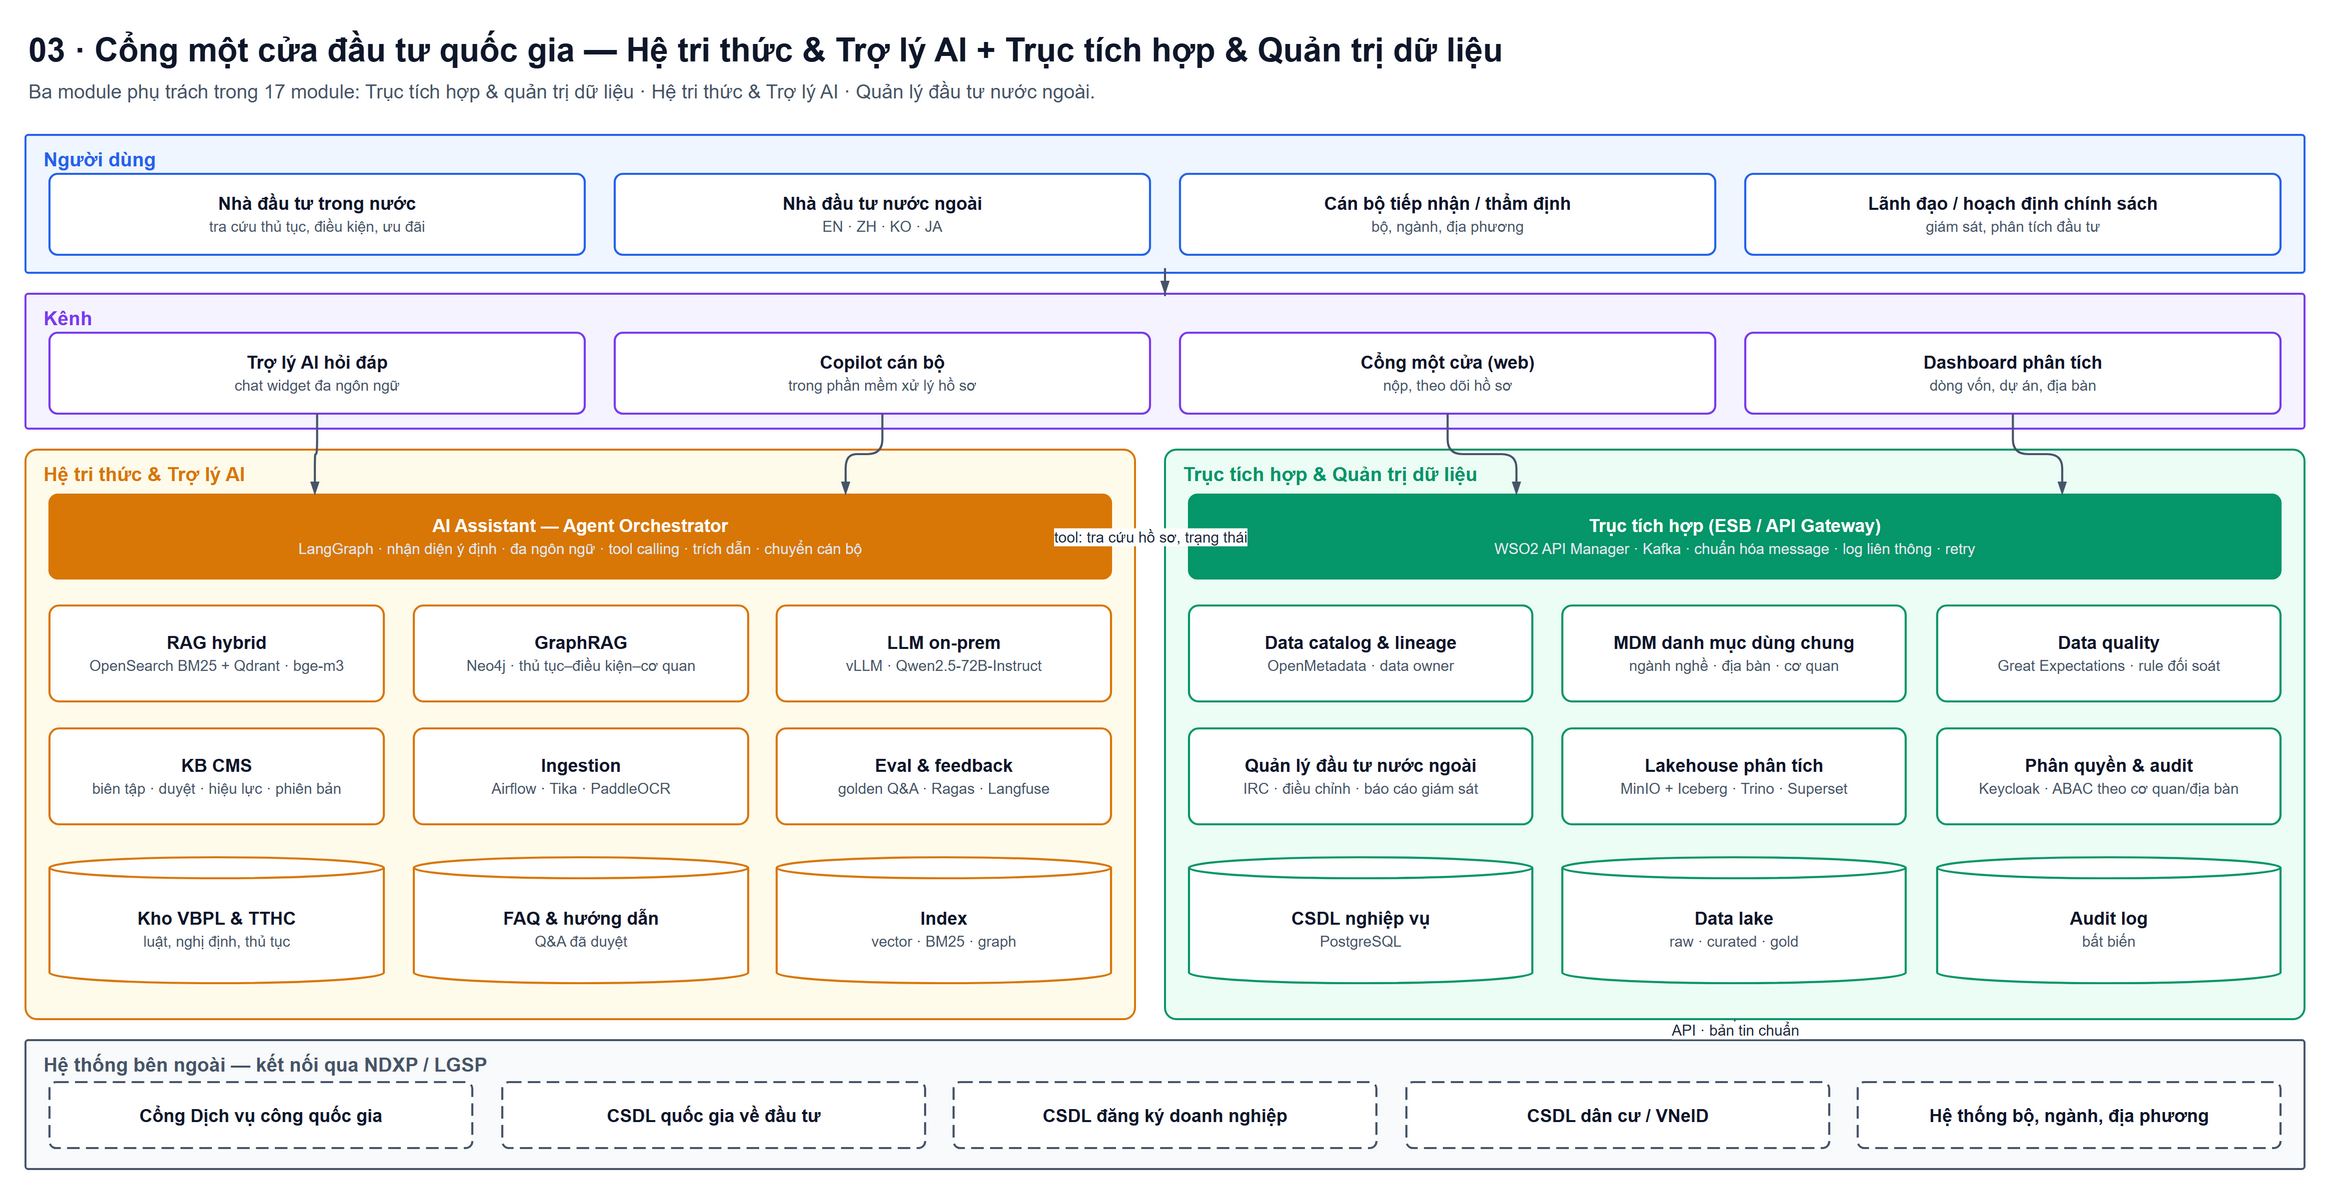 03 · Cổng một cửa đầu tư quốc gia — Hệ tri thức & Trợ lý AI + Trục tích hợp & Quản trị dữ liệu
Ba module phụ trách trong 17 module: Trục tích hợp & quản trị dữ liệu · Hệ tri thức & Trợ lý AI · Quản lý đầu tư nước ngoài.
Người dùng
Nhà đầu tư trong nước
tra cứu thủ tục, điều kiện, ưu đãi
Nhà đầu tư nước ngoài
EN · ZH · KO · JA
Cán bộ tiếp nhận / thẩm định
bộ, ngành, địa phương
Lãnh đạo / hoạch định chính sách
giám sát, phân tích đầu tư
Kênh
Trợ lý AI hỏi đáp
chat widget đa ngôn ngữ
Copilot cán bộ
trong phần mềm xử lý hồ sơ
Cổng một cửa (web)
nộp, theo dõi hồ sơ
Dashboard phân tích
dòng vốn, dự án, địa bàn
Hệ tri thức & Trợ lý AI
AI Assistant — Agent Orchestrator
LangGraph · nhận diện ý định · đa ngôn ngữ · tool calling · trích dẫn · chuyển cán bộ
tool: tra cứu hồ sơ, trạng thái
RAG hybrid
OpenSearch BM25 + Qdrant · bge-m3
GraphRAG
Neo4j · thủ tục–điều kiện–cơ quan
LLM on-prem
vLLM · Qwen2.5-72B-Instruct
KB CMS
biên tập · duyệt · hiệu lực · phiên bản
Ingestion
Airflow · Tika · PaddleOCR
Eval & feedback
golden Q&A · Ragas · Langfuse
Kho VBPL & TTHC
luật, nghị định, thủ tục
FAQ & hướng dẫn
Q&A đã duyệt
Index
vector · BM25 · graph
Trục tích hợp & Quản trị dữ liệu
Trục tích hợp (ESB / API Gateway)
WSO2 API Manager · Kafka · chuẩn hóa message · log liên thông · retry
Data catalog & lineage
OpenMetadata · data owner
MDM danh mục dùng chung
ngành nghề · địa bàn · cơ quan
Data quality
Great Expectations · rule đối soát
Quản lý đầu tư nước ngoài
IRC · điều chỉnh · báo cáo giám sát
Lakehouse phân tích
MinIO + Iceberg · Trino · Superset
Phân quyền & audit
Keycloak · ABAC theo cơ quan/địa bàn
CSDL nghiệp vụ
PostgreSQL
Data lake
raw · curated · gold
Audit log
bất biến
API · bản tin chuẩn
Hệ thống bên ngoài — kết nối qua NDXP / LGSP
Cổng Dịch vụ công quốc gia
CSDL quốc gia về đầu tư
CSDL đăng ký doanh nghiệp
CSDL dân cư / VNeID
Hệ thống bộ, ngành, địa phương